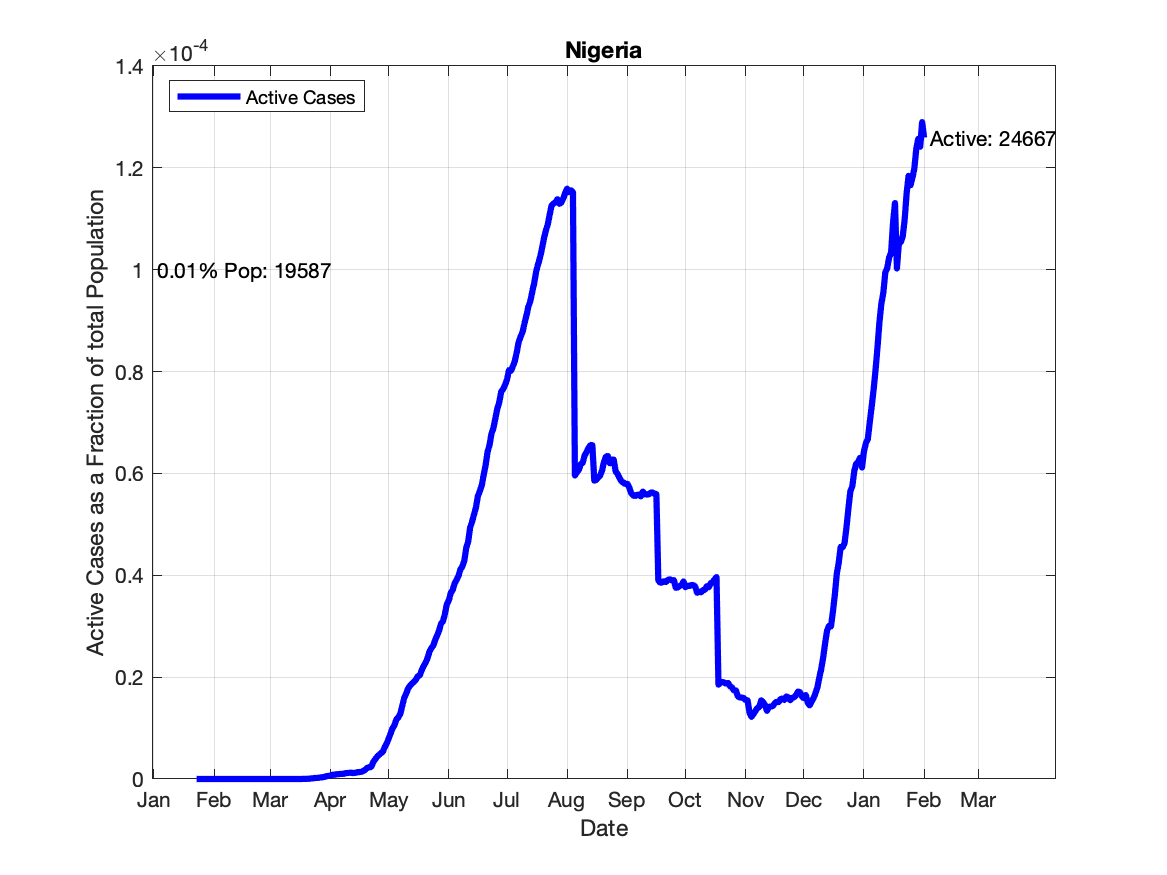 Nigeria
×10-4
Active Cases
1.4
1.2
1
0.8
0.6
0.4
0.2
0
Active Cases as a Fraction of total Population
0.01% Pop: 19587
Active: 24667
Jan Feb Mar Apr May Jun Jul Aug Sep Oct Nov Dec Jan Feb Mar
Date